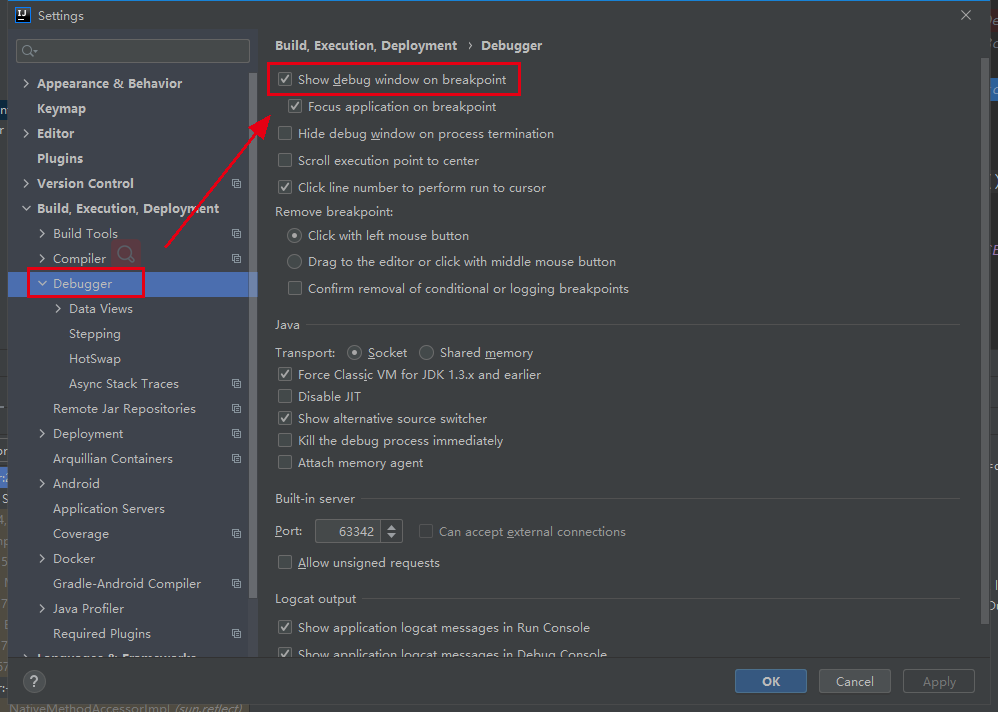 Settings
Appearance & Behavior
Keymap
Editor
Plugins
Version Control
Build, Execution, Deployment
Build Tools
Compiler
Debugger
Data Views
Stepping
HotSwap
Async Stack Traces
Remote Jar Repositories
Deployment
Arquillian Containers
Android
Application Servers
Coverage
Docker
Gradle-Android Compiler
Java Profiler
Required Plugins
Languages & Frameworks
Build, Execution, Deployment › Debugger
Show debug window on breakpoint
Focus application on breakpoint
Hide debug window on process termination
Scroll execution point to center
Click line number to perform run to cursor
Remove breakpoint:
Click with left mouse button
Drag to the editor or click with middle mouse button
Confirm removal of conditional or logging breakpoints
Java
Transport: Socket Shared memory
Force Classic VM for JDK 1.3.x and earlier
Disable JIT
Show alternative source switcher
Kill the debug process immediately
Attach memory agent
Built-in server
Port: 63342 Can accept external connections
Allow unsigned requests
Logcat output
Show application logcat messages in Run Console
Show application logcat messages in Debug Console
? OK Cancel Apply
NativeMethodAccessorImpl (sun.reflect)